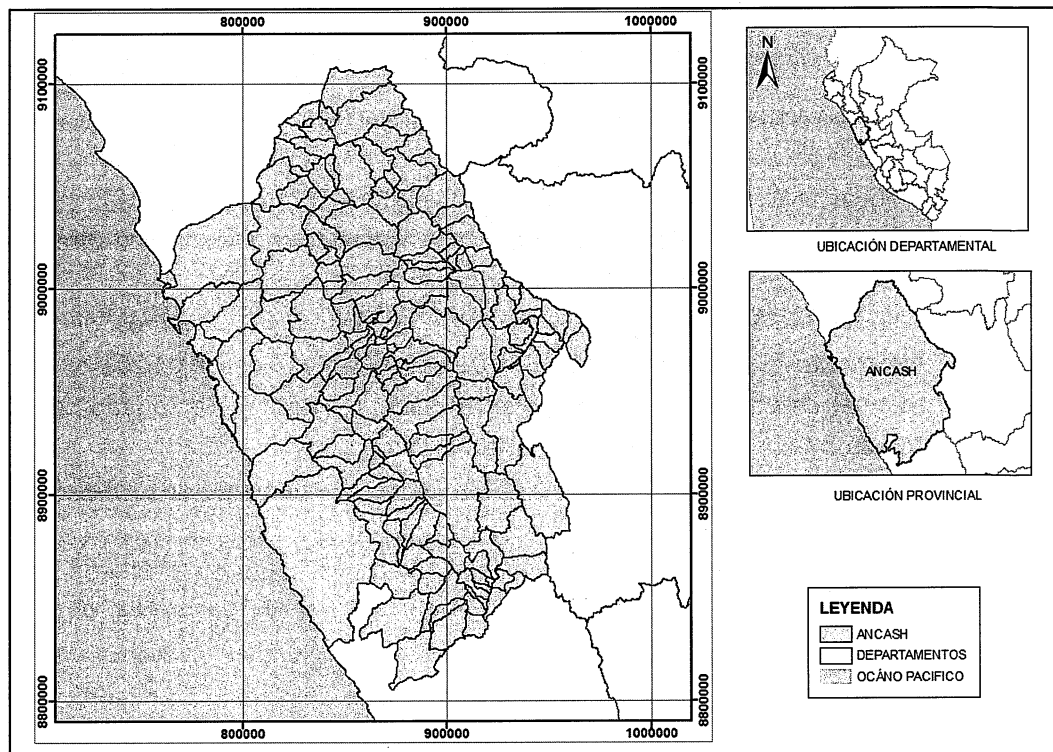 800000 900000 1000000
9100000 9100000
9000000 9000000
8900000 8900000
8800000 8800000
800000 900000 1000000
N
UBICACIÓN DEPARTAMENTAL
ANCASH
UBICACIÓN PROVINCIAL
LEYENDA
ANCASH
DEPARTAMENTOS
OCÁNO PACIFICO